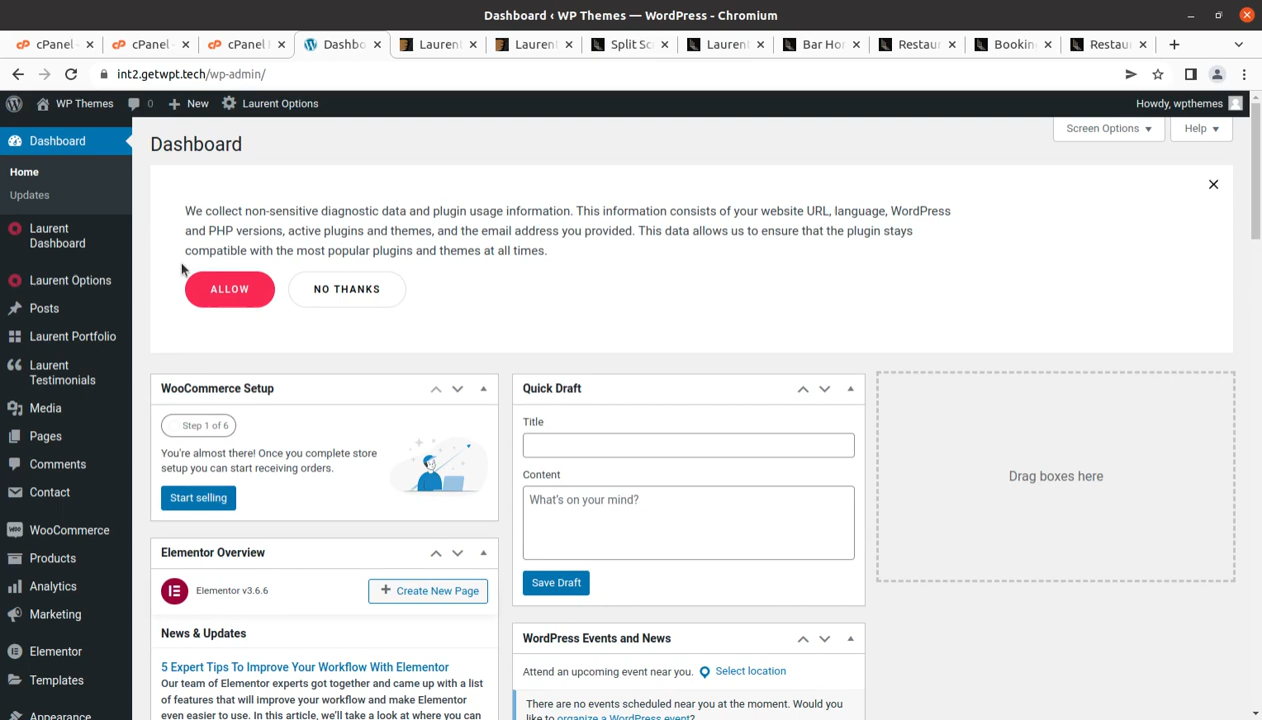 Dashboard ‹ WP Themes — WordPress - Chromium
cPanel
cPanel
cPanel
Dashbo
Lauren
Lauren
Split Sc
Laurent
Bar Ho
Restau
Bookin
Restau
int2.getwpt.tech/wp-admin/
WP Themes
0
New
Laurent Options
Howdy, wpthemes
Dashboard
Home
Updates
Laurent
Dashboard
Laurent Options
Posts
Laurent Portfolio
Laurent
Testimonials
Media
Pages
Comments
Contact
WooCommerce
Products
Analytics
Marketing
Elementor
Templates
Appearance
Dashboard
Screen Options
Help
We collect non-sensitive diagnostic data and plugin usage information. This information consists of your website URL, language, WordPress
and PHP versions, active plugins and themes, and the email address you provided. This data allows us to ensure that the plugin stays
compatible with the most popular plugins and themes at all times.
ALLOW
NO THANKS
WooCommerce Setup
Step 1 of 6
You're almost there! Once you complete store
setup you can start receiving orders.
Start selling
Elementor Overview
Elementor v3.6.6
Create New Page
News & Updates
5 Expert Tips To Improve Your Workflow With Elementor
Our team of Elementor experts got together and came up with a list
of features that will improve your workflow and make Elementor
even easier to use. In this article, we'll take a look at where you can
Quick Draft
Title
Content
What's on your mind?
Save Draft
WordPress Events and News
Attend an upcoming event near you.
Select location
There are no events scheduled near you at the moment. Would you
like to organize a WordPress event?
Drag boxes here